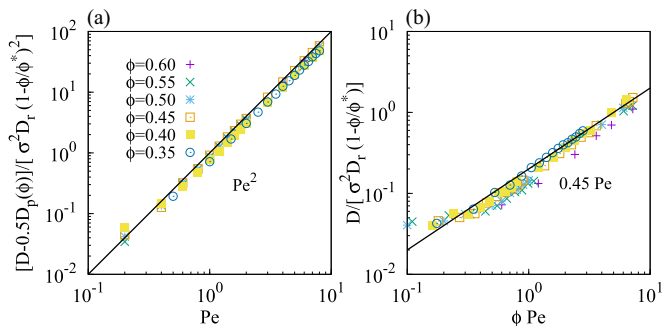 (a)
(b)
[D-0.5D_p(ϕ)]/[ σ²D_r (1-ϕ/ϕ*)²]
10²
10¹
10⁰
10⁻¹
10⁻²
ϕ=0.60
ϕ=0.55
ϕ=0.50
ϕ=0.45
ϕ=0.40
ϕ=0.35
Pe²
10⁻¹ 10⁰ 10¹
Pe
D/[ σ²D_r (1-ϕ/ϕ*)]
10¹
10⁰
10⁻¹
10⁻²
0.45 Pe
10⁻¹ 10⁰ 10¹
ϕ Pe